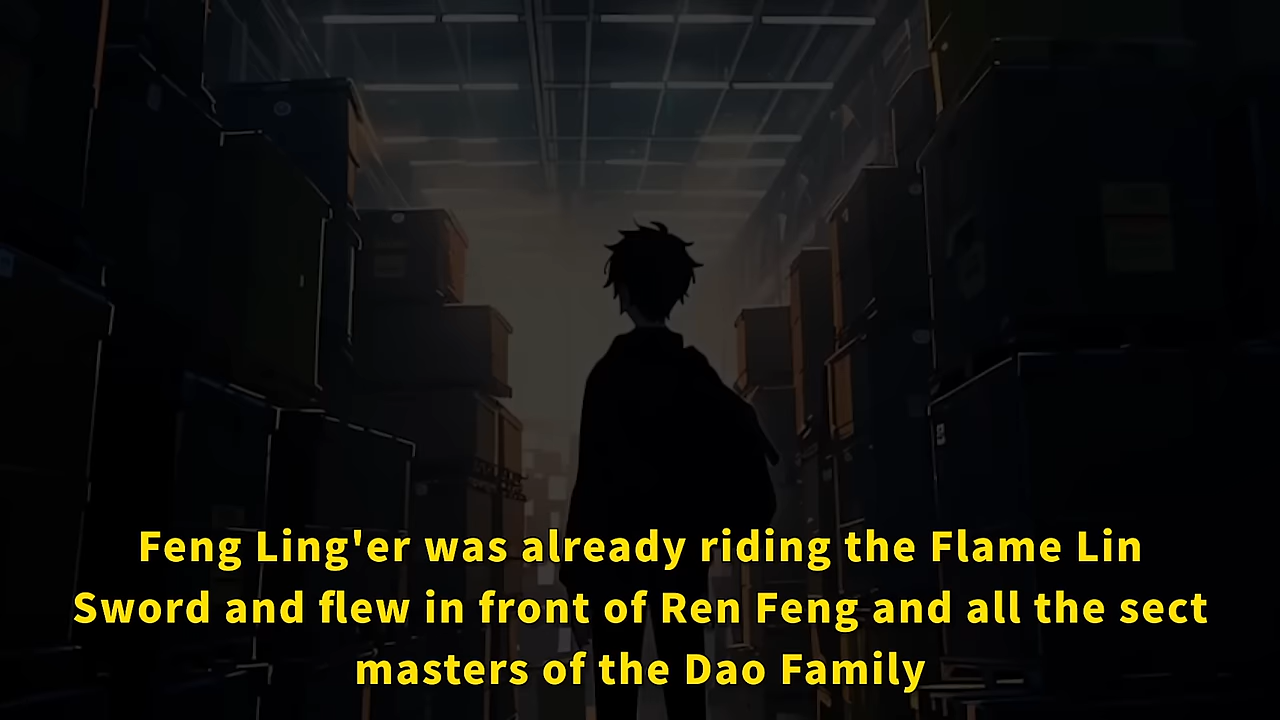 Feng Ling'er was already riding the Flame Lin
Sword and flew in front of Ren Feng and all the sect
masters of the Dao Family